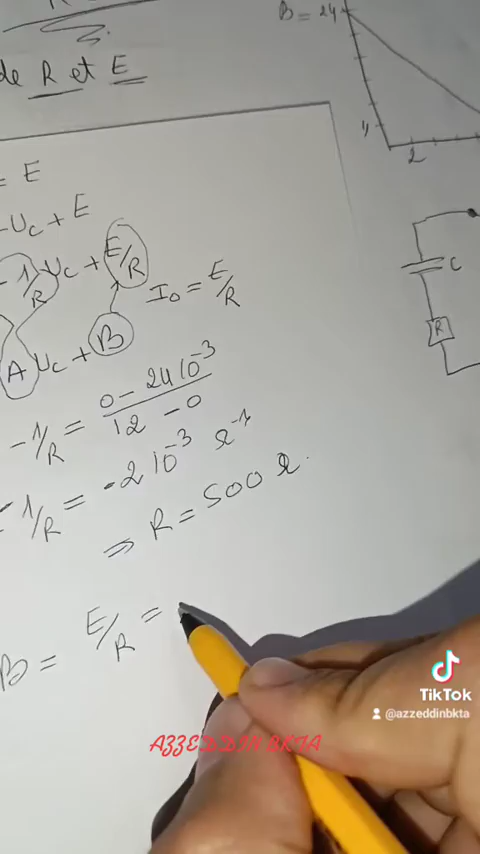 de R et E
B = 24
4
2
= E
-Uc + E
-1/R Uc + E/R
I₀ = E/R
A Uc + B
C
R
-1/R = (0 - 24 10⁻³)/(12 - 0)
-1/R = -2 10⁻³ Ω⁻¹
⇒ R = 500 Ω.
B = E/R =
TikTok
@azzeddinbkta
AZZEDDIN BKTA